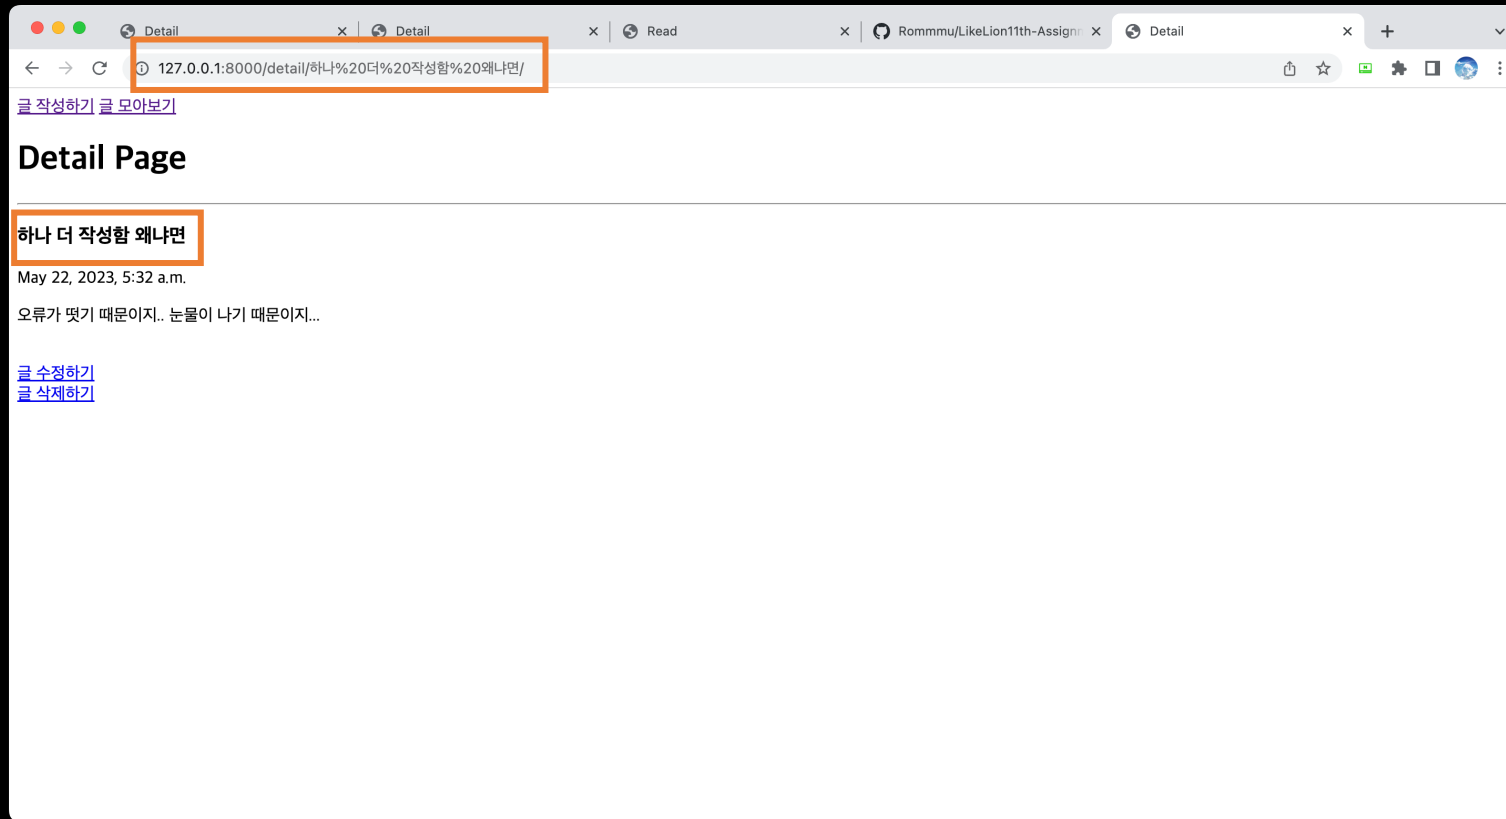 Detail
Detail
Read
Rommmu/LikeLion11th-Assignm
Detail
127.0.0.1:8000/detail/하나%20더%20작성함%20왜냐면/
글 작성하기 글 모아보기
Detail Page
하나 더 작성함 왜냐면
May 22, 2023, 5:32 a.m.
오류가 떳기 때문이지.. 눈물이 나기 때문이지...
글 수정하기
글 삭제하기